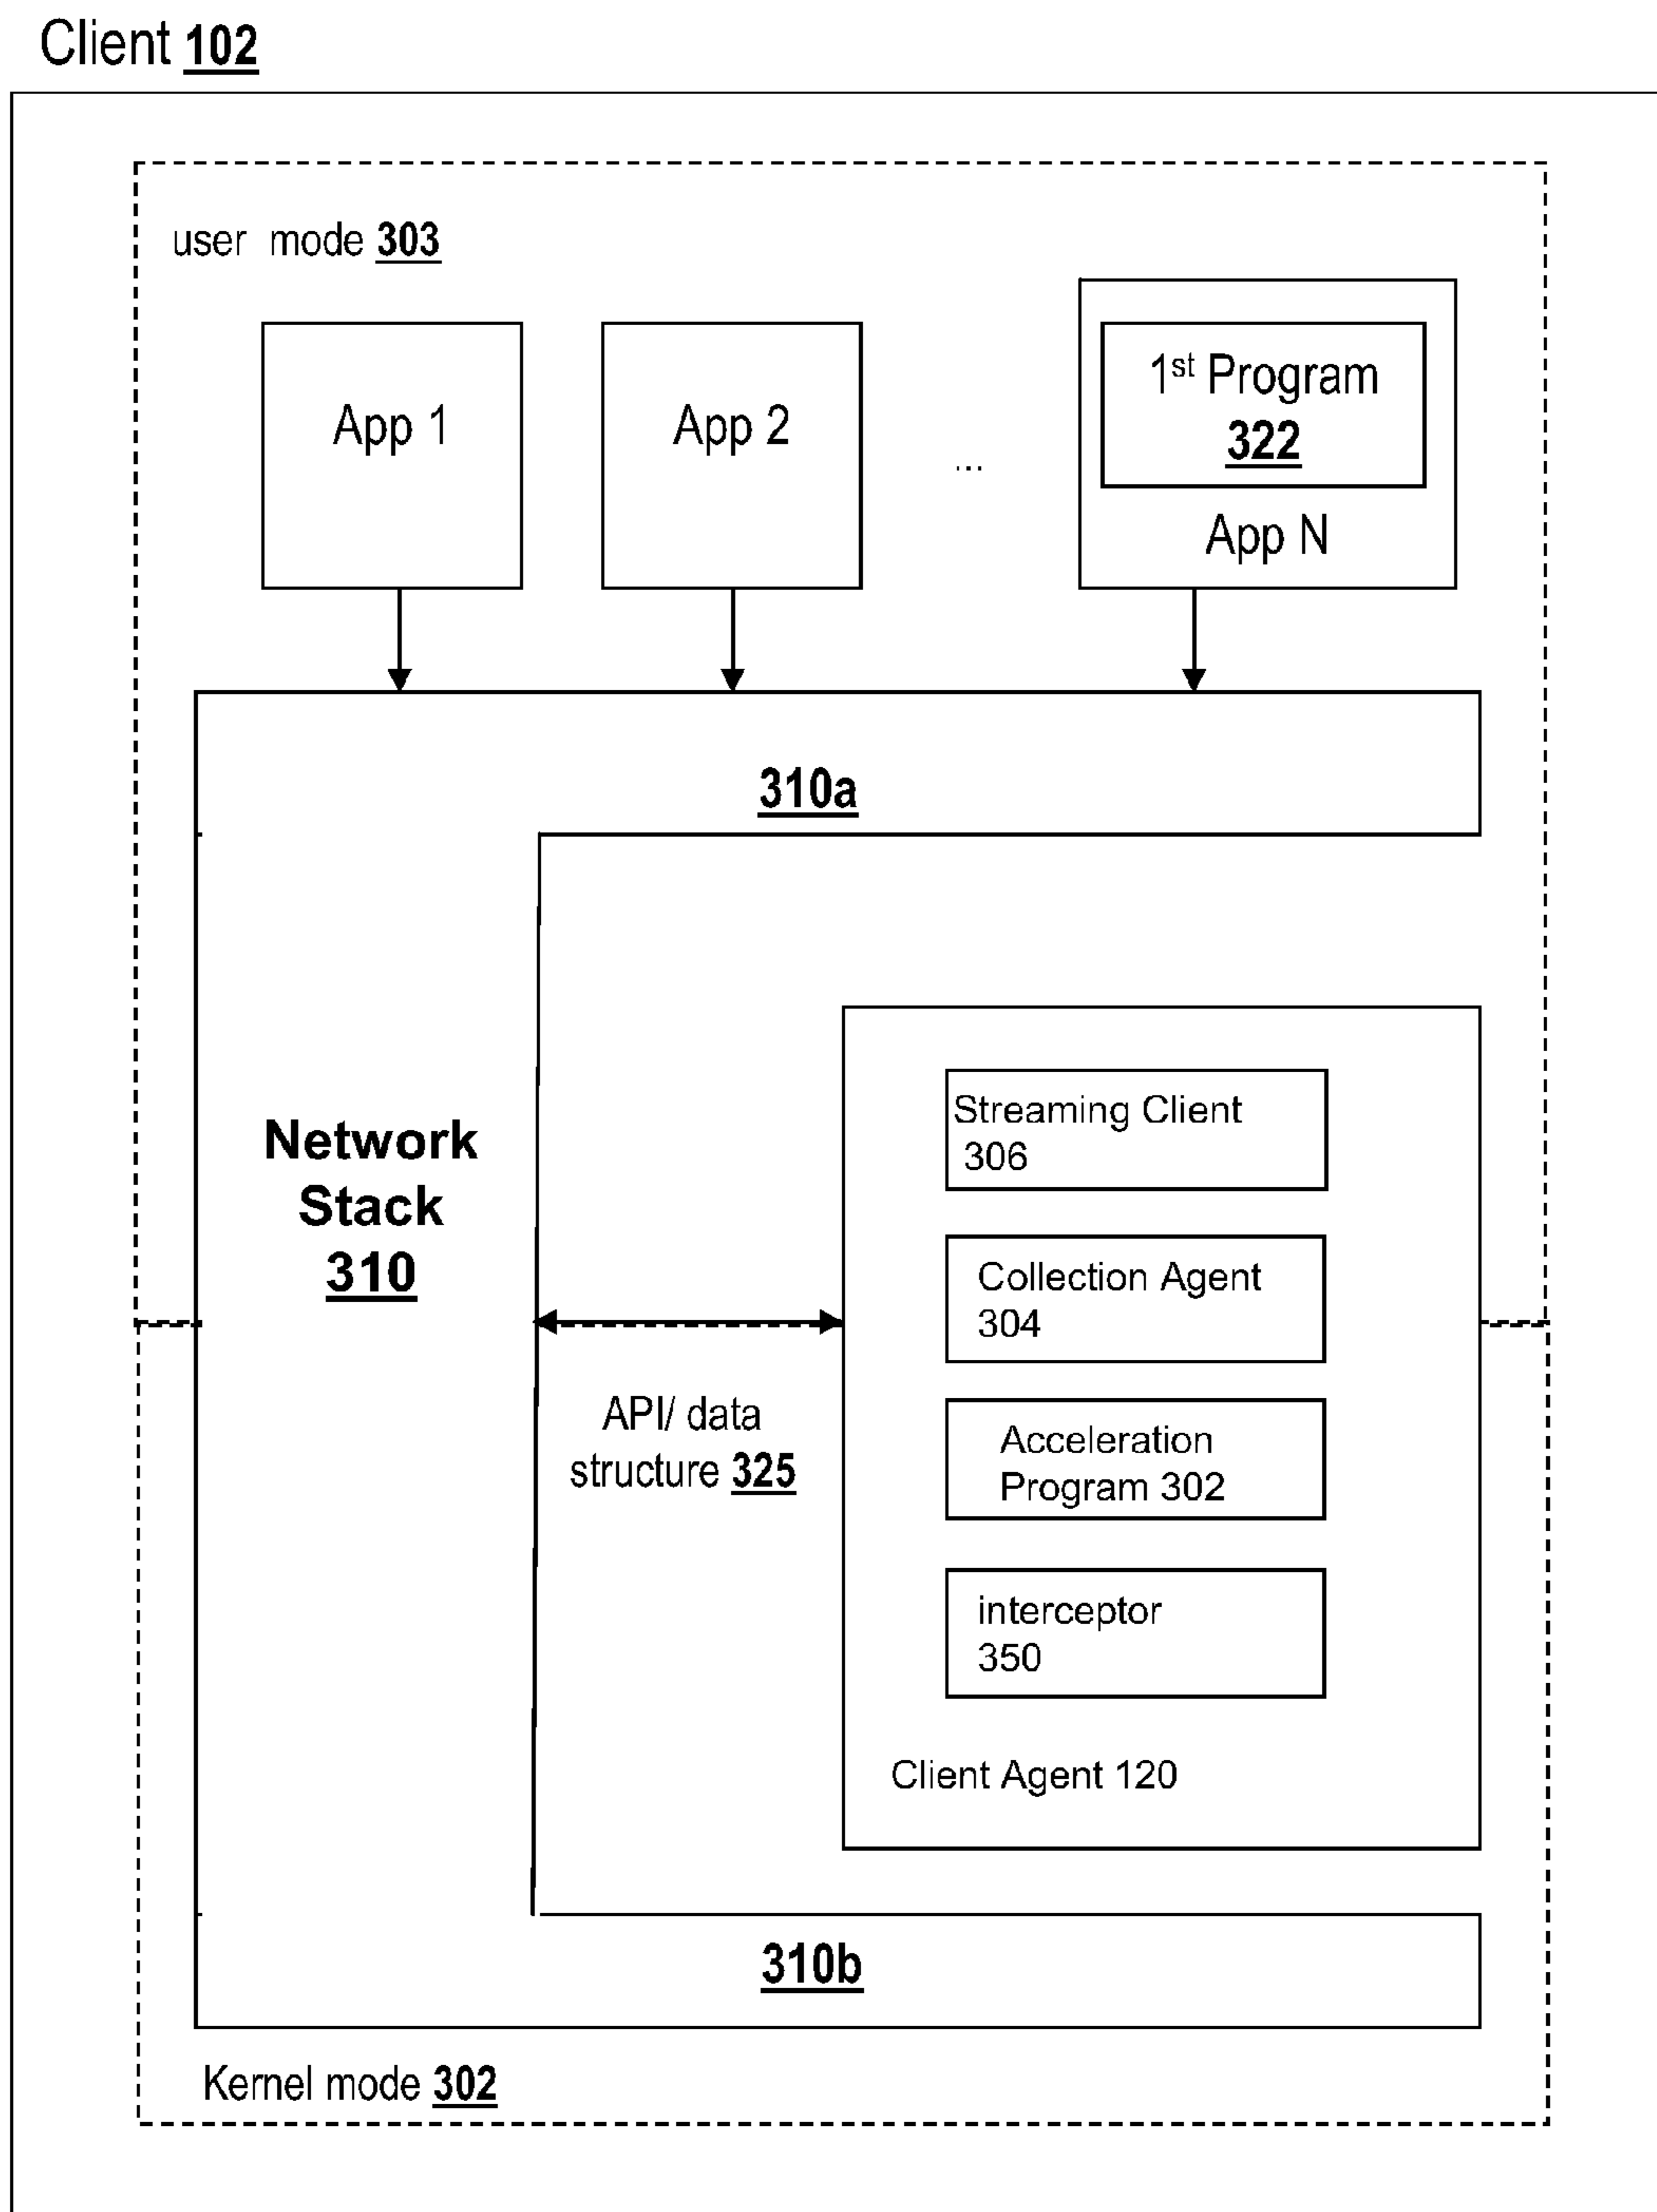 Client 102
user mode 303
App 1
App 2
...
1st Program
322
App N
310a
Network
Stack
310
Streaming Client
306
Collection Agent
304
API/ data
structure 325
Acceleration
Program 302
interceptor
350
Client Agent 120
310b
Kernel mode 302